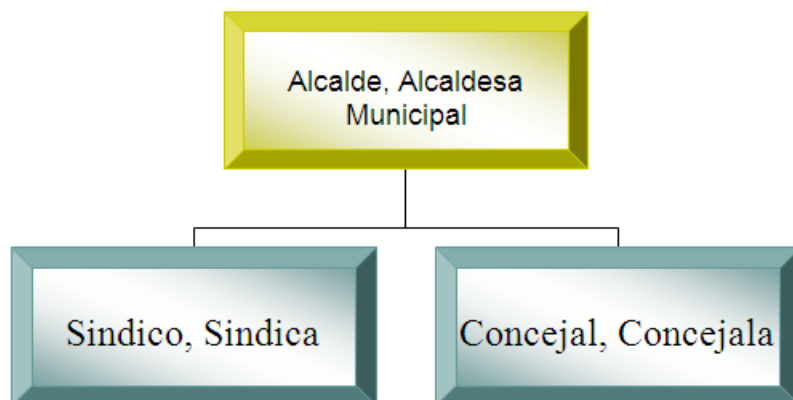 Alcalde, Alcaldesa
Municipal
Sindico, Sindica
Concejal, Concejala